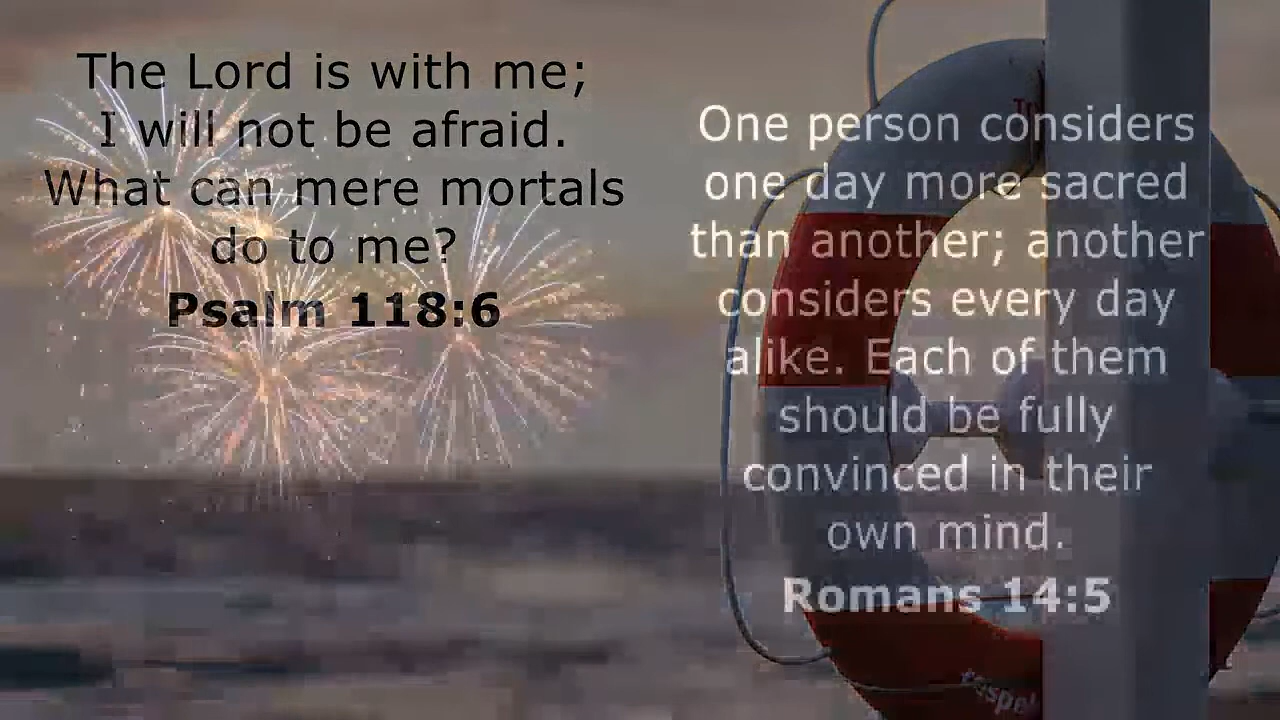 The Lord is with me;
I will not be afraid.
What can mere mortals
do to me?
Psalm 118:6
One person considers
one day more sacred
than another; another
considers every day
alike. Each of them
should be fully
convinced in their
own mind.
Romans 14:5